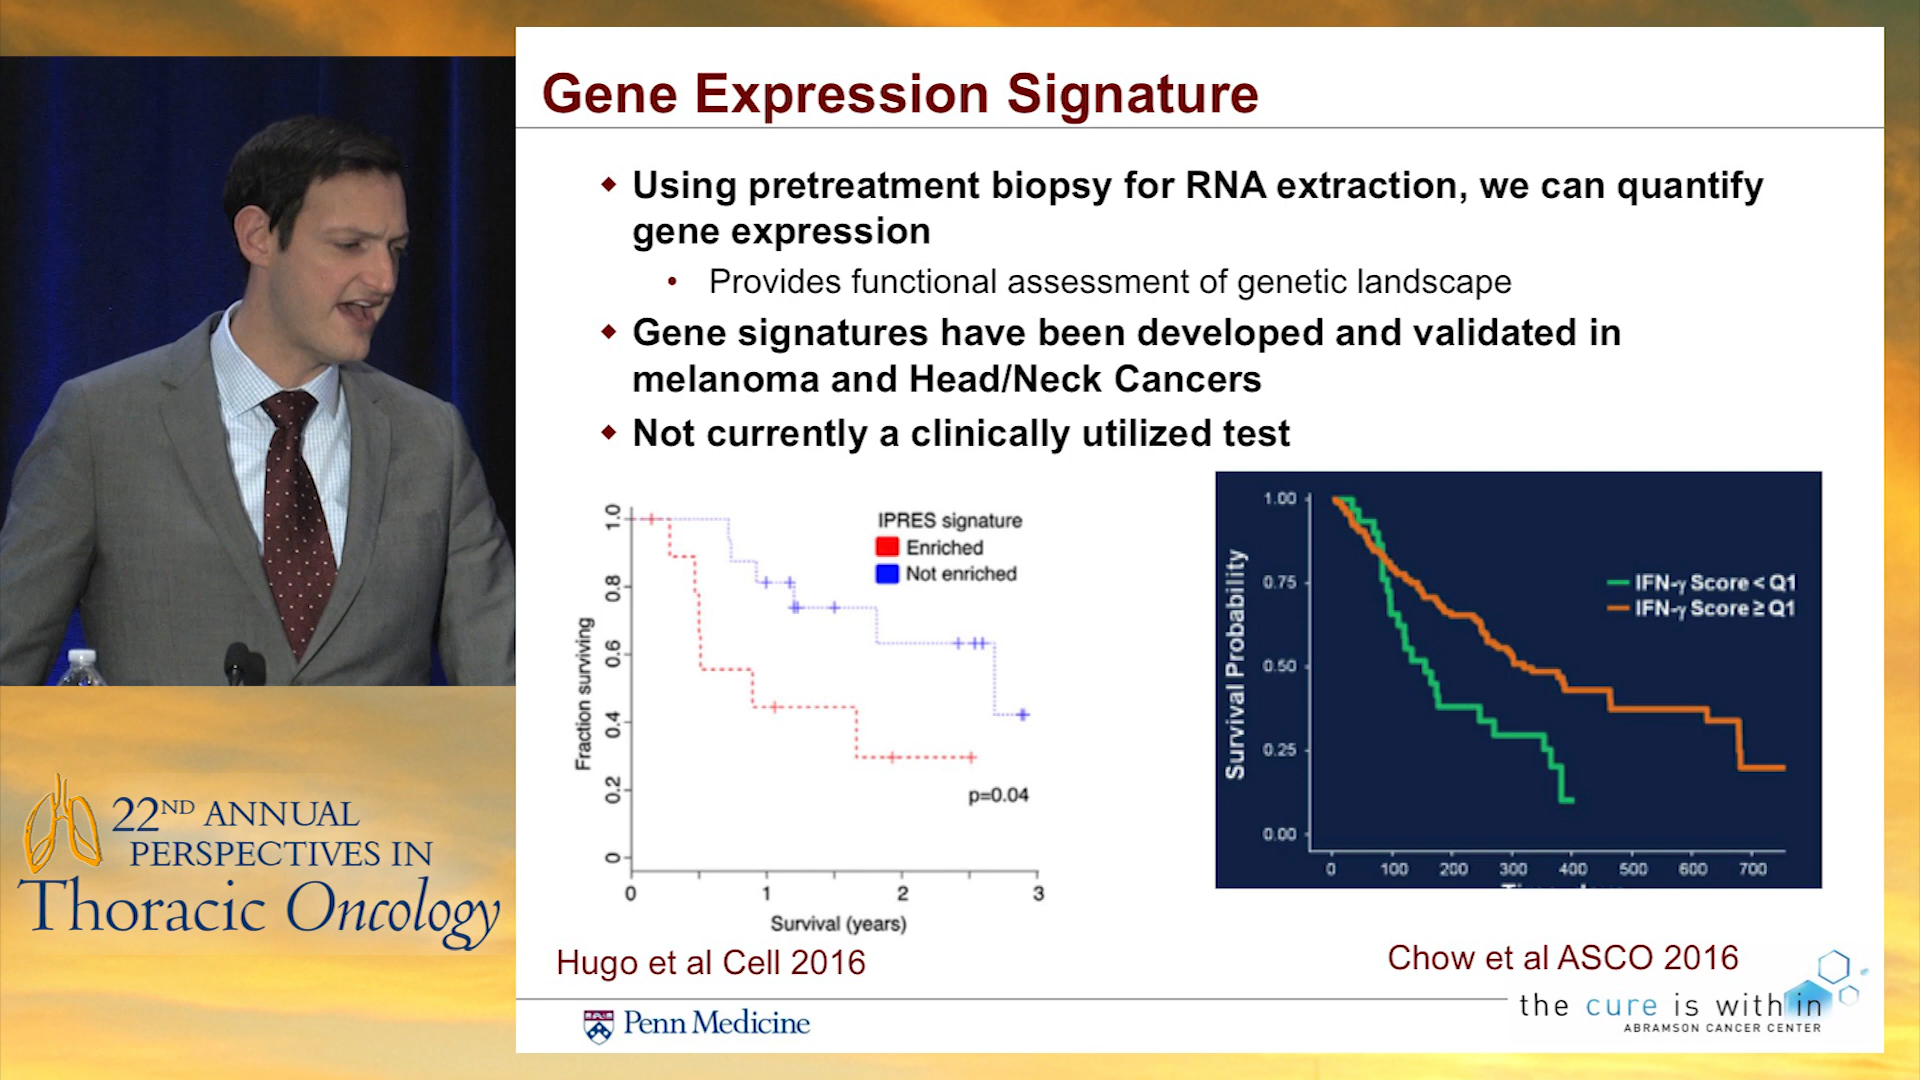 Gene Expression Signature
Using pretreatment biopsy for RNA extraction, we can quantify
gene expression
Provides functional assessment of genetic landscape
Gene signatures have been developed and validated in
melanoma and Head/Neck Cancers
Not currently a clinically utilized test
IPRES signature
Enriched
Not enriched
Fraction surviving
1.0
0.8
0.6
0.4
0.2
0
p=0.04
0 1 2 3
Survival (years)
Hugo et al Cell 2016
Survival Probability
1.00
0.75
0.50
0.25
0.00
IFN-γ Score < Q1
IFN-γ Score ≥ Q1
0 100 200 300 400 500 600 700
Chow et al ASCO 2016
Penn Medicine
the cure is within
ABRAMSON CANCER CENTER
22ND ANNUAL
PERSPECTIVES IN
Thoracic Oncology